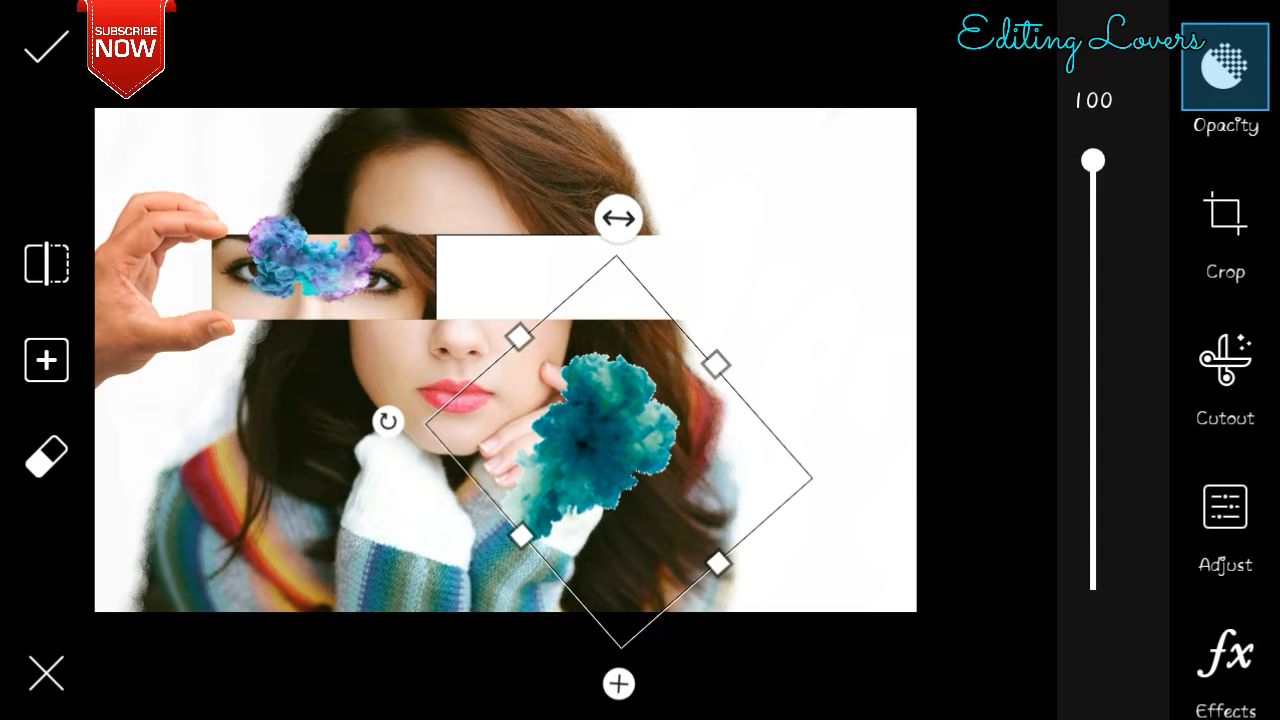 SUBSCRIBE
NOW
Editing Lovers
100
Opacity
Crop
Cutout
Adjust
fx
Effects